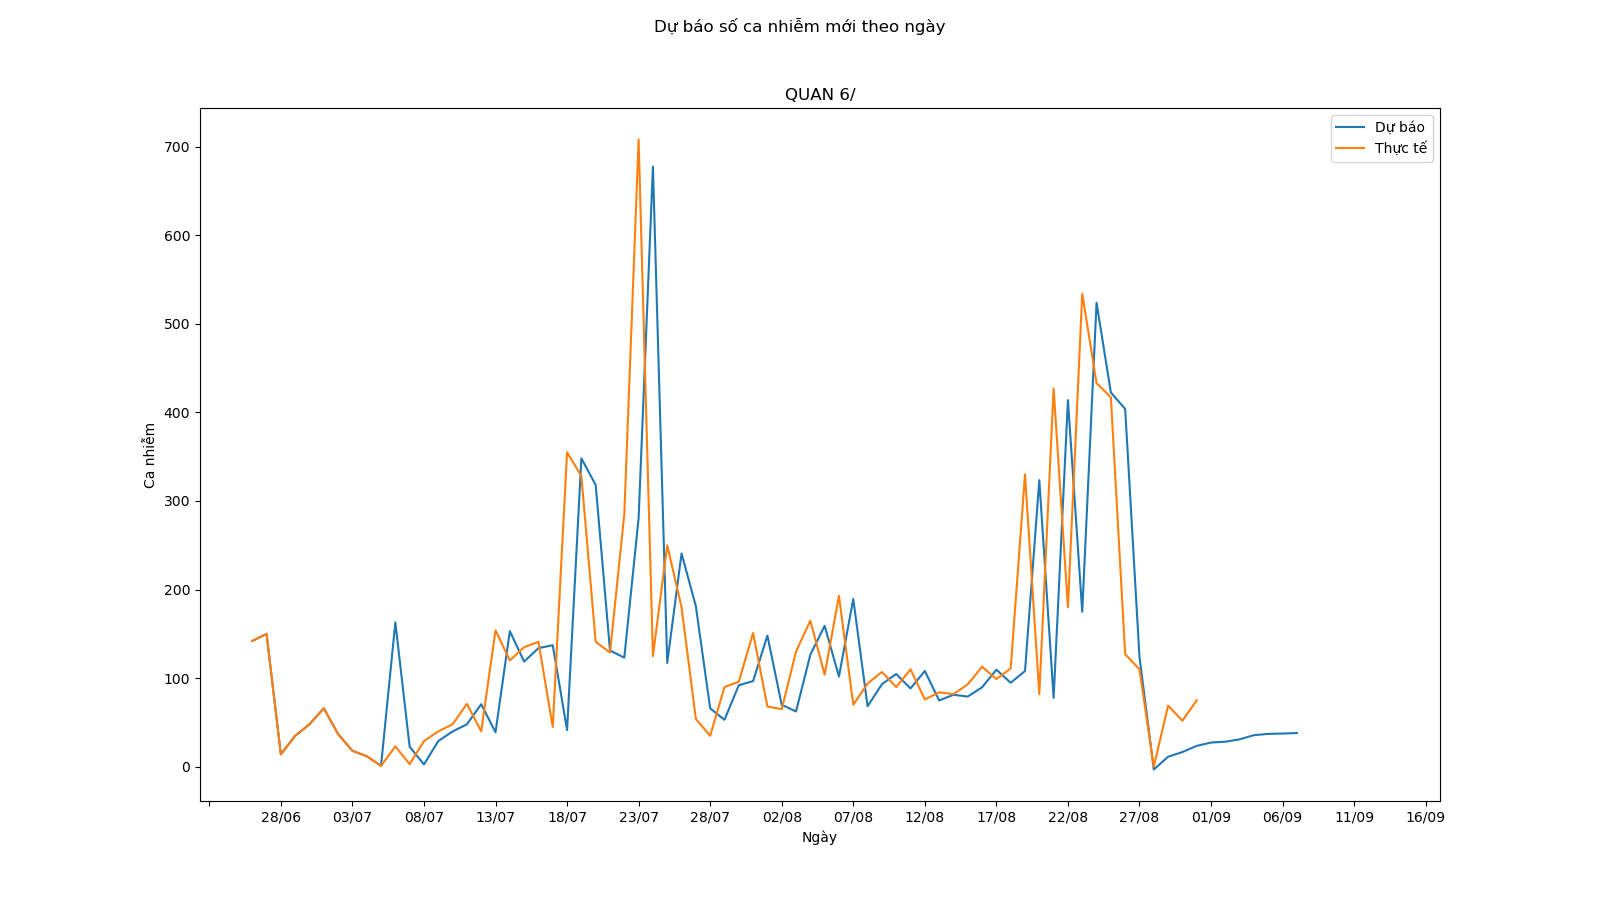 Dự báo số ca nhiễm mới theo ngày
QUAN 6/
Dự báo
Thực tế
700
600
500
400
300
200
100
0
Ca nhiễm
28/06 03/07 08/07 13/07 18/07 23/07 28/07 02/08 07/08 12/08 17/08 22/08 27/08 01/09 06/09 11/09 16/09
Ngày